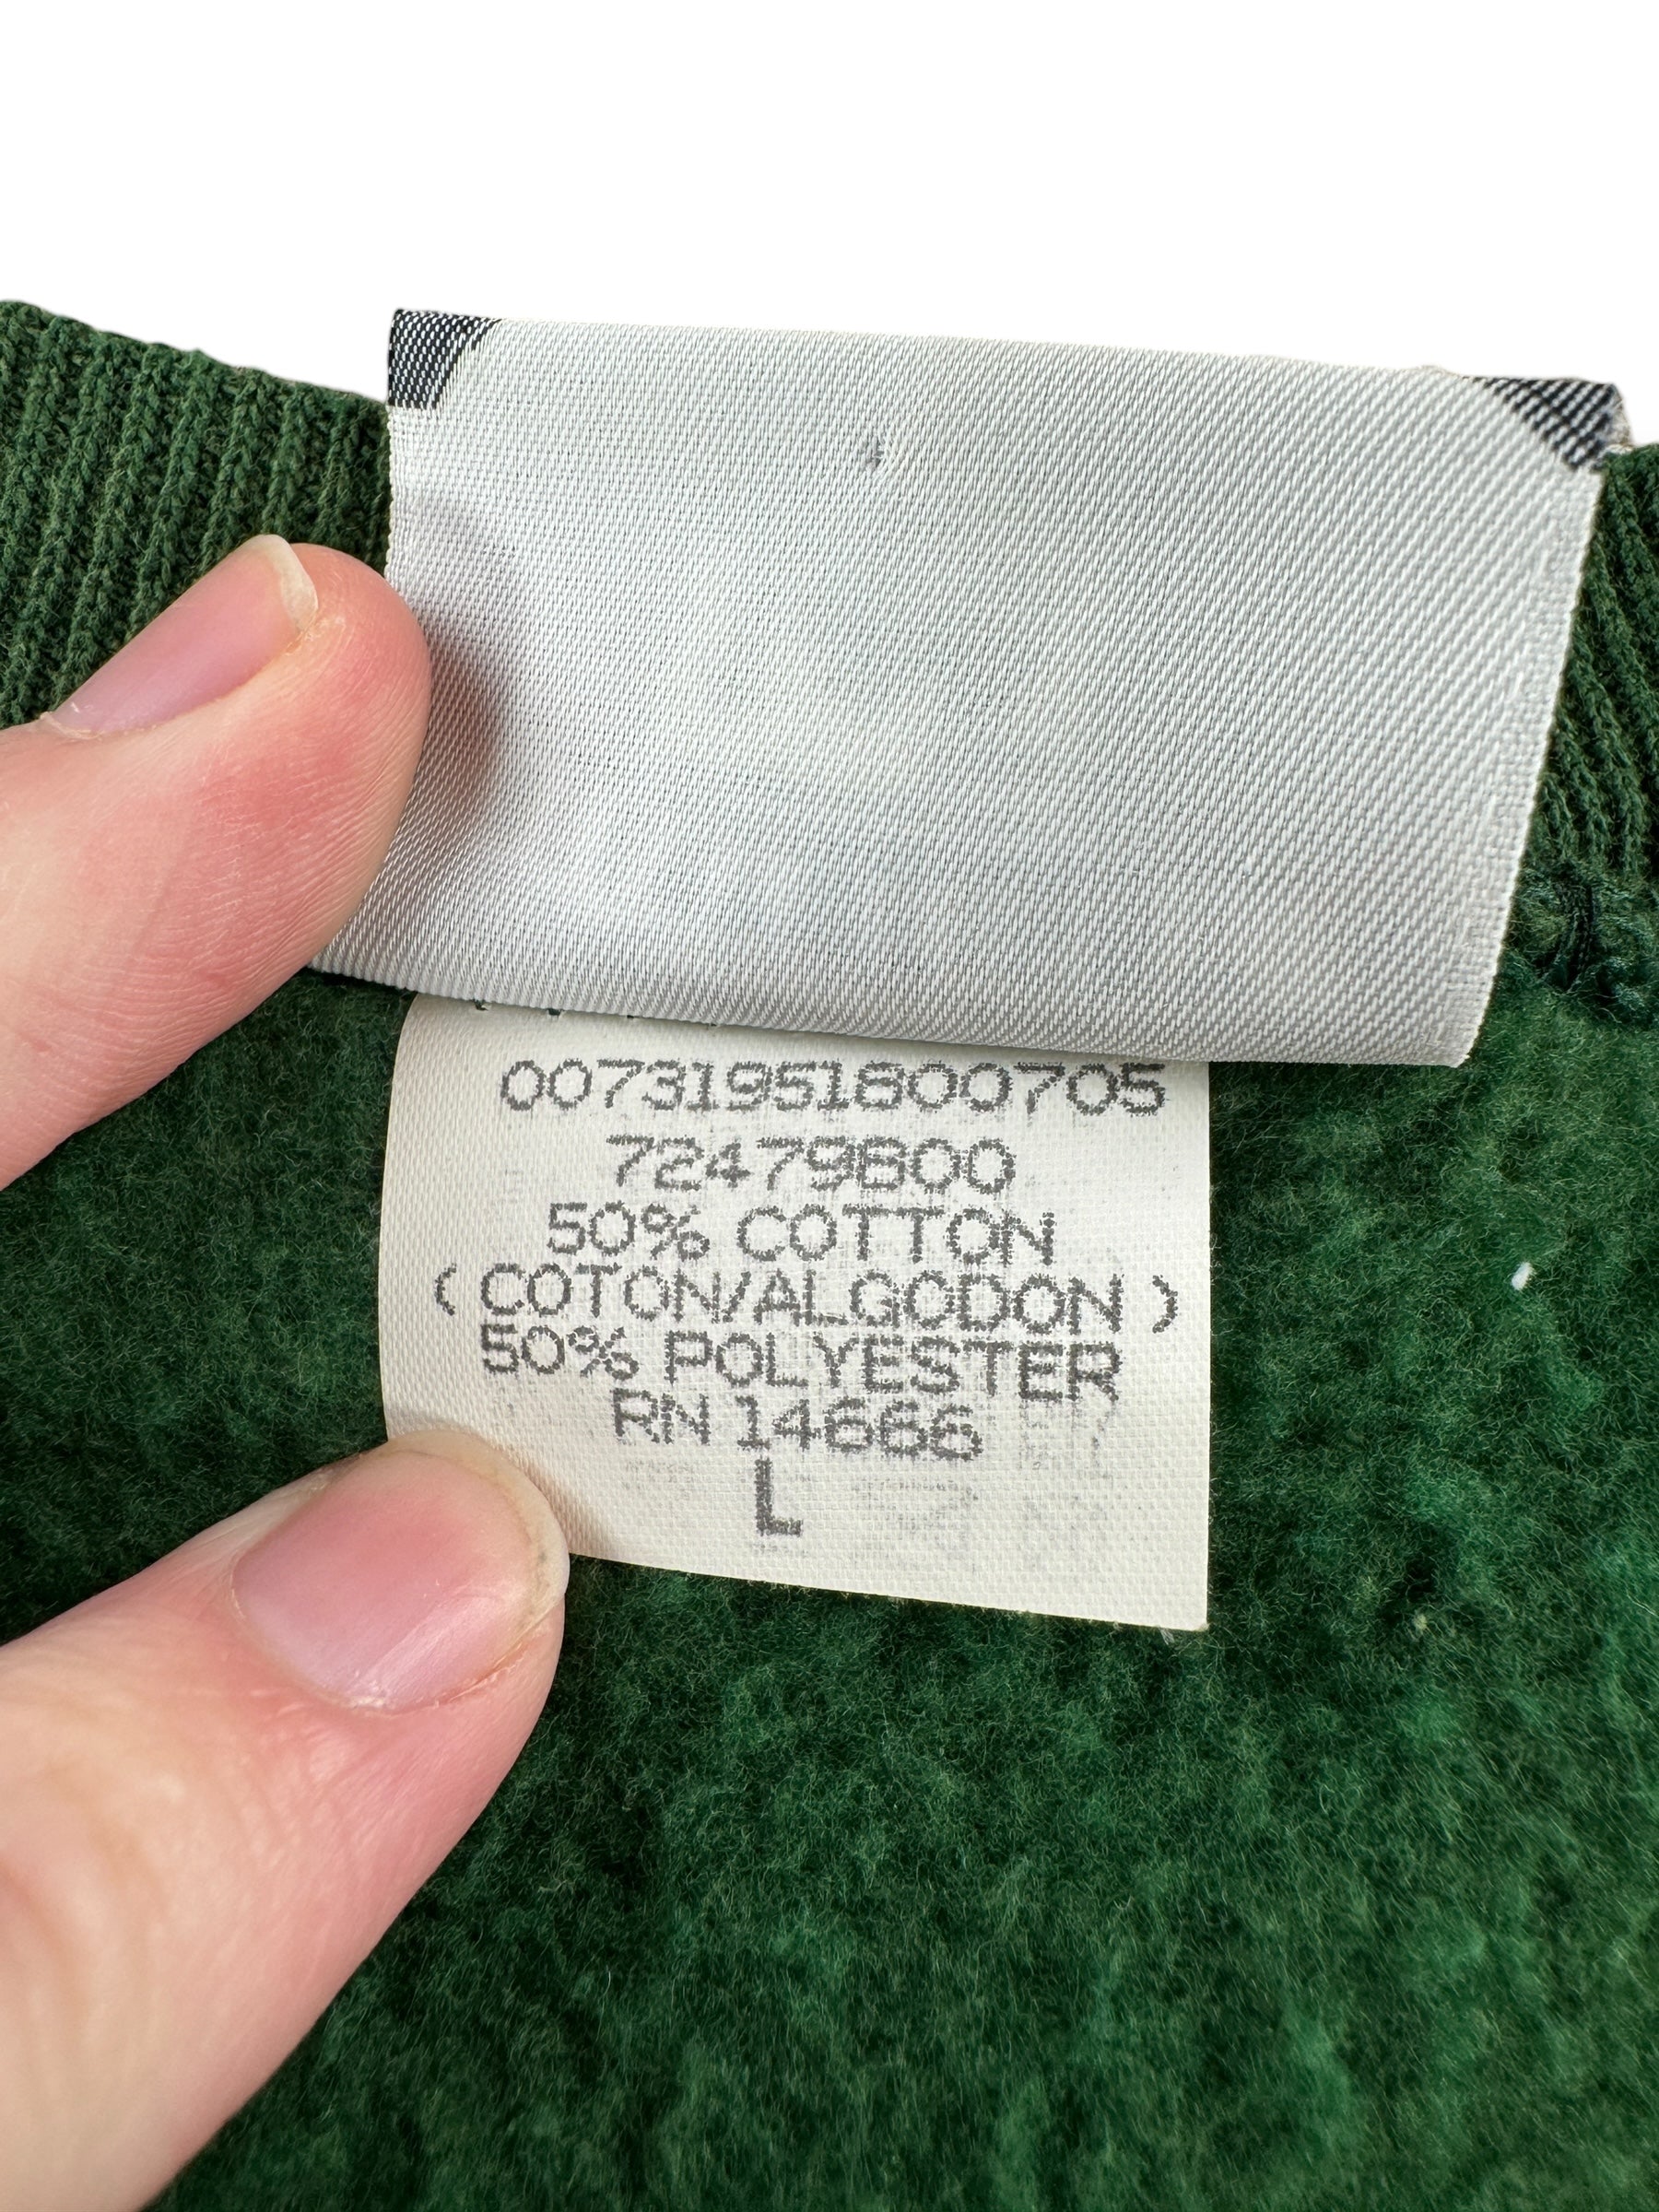 00731951800705
72479800
50% COTTON
( COTON/ALGODON )
50% POLYESTER
RN 14666
L